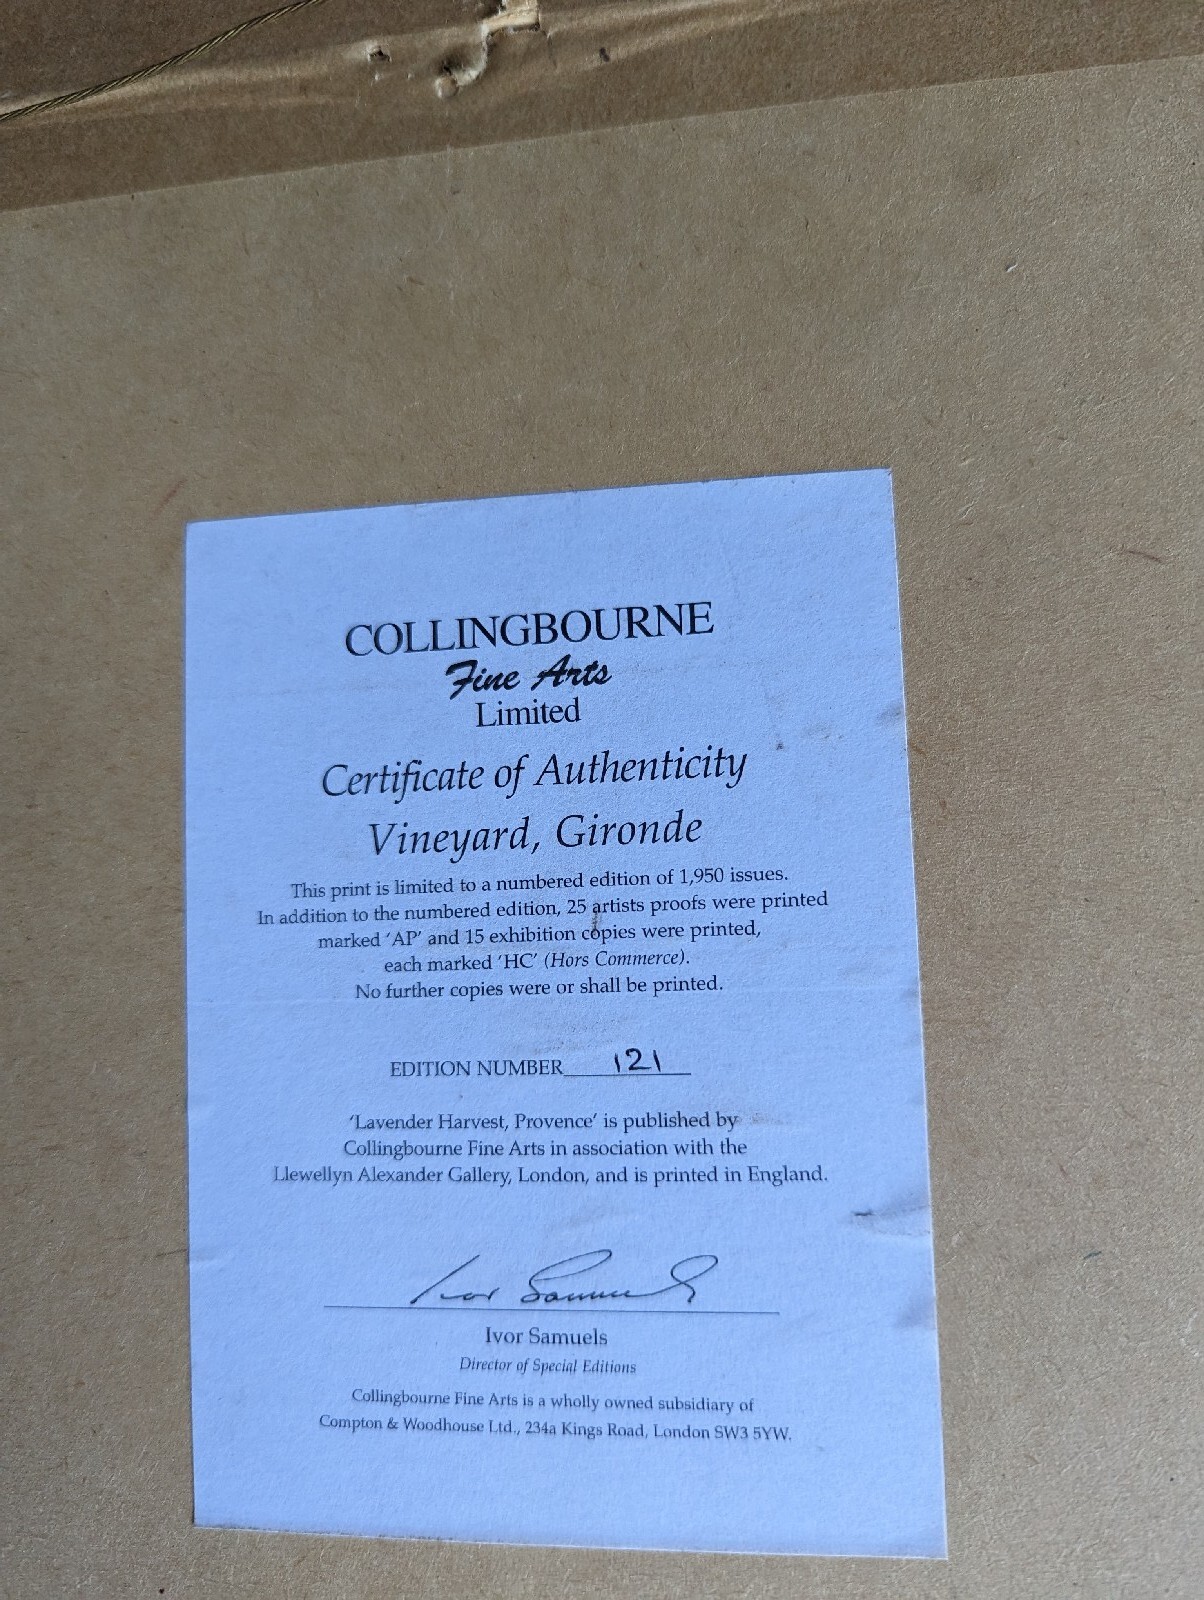 COLLINGBOURNE
Fine Arts
Limited
Certificate of Authenticity
Vineyard, Gironde
This print is limited to a numbered edition of 1,950 issues.
In addition to the numbered edition, 25 artists proofs were printed
marked ‘AP’ and 15 exhibition copies were printed,
each marked ‘HC’ (Hors Commerce).
No further copies were or shall be printed.
EDITION NUMBER 121
‘Lavender Harvest, Provence’ is published by
Collingbourne Fine Arts in association with the
Llewellyn Alexander Gallery, London, and is printed in England.
Ivor Samuels
Ivor Samuels
Director of Special Editions
Collingbourne Fine Arts is a wholly owned subsidiary of
Compton & Woodhouse Ltd., 234a Kings Road, London SW3 5YW.